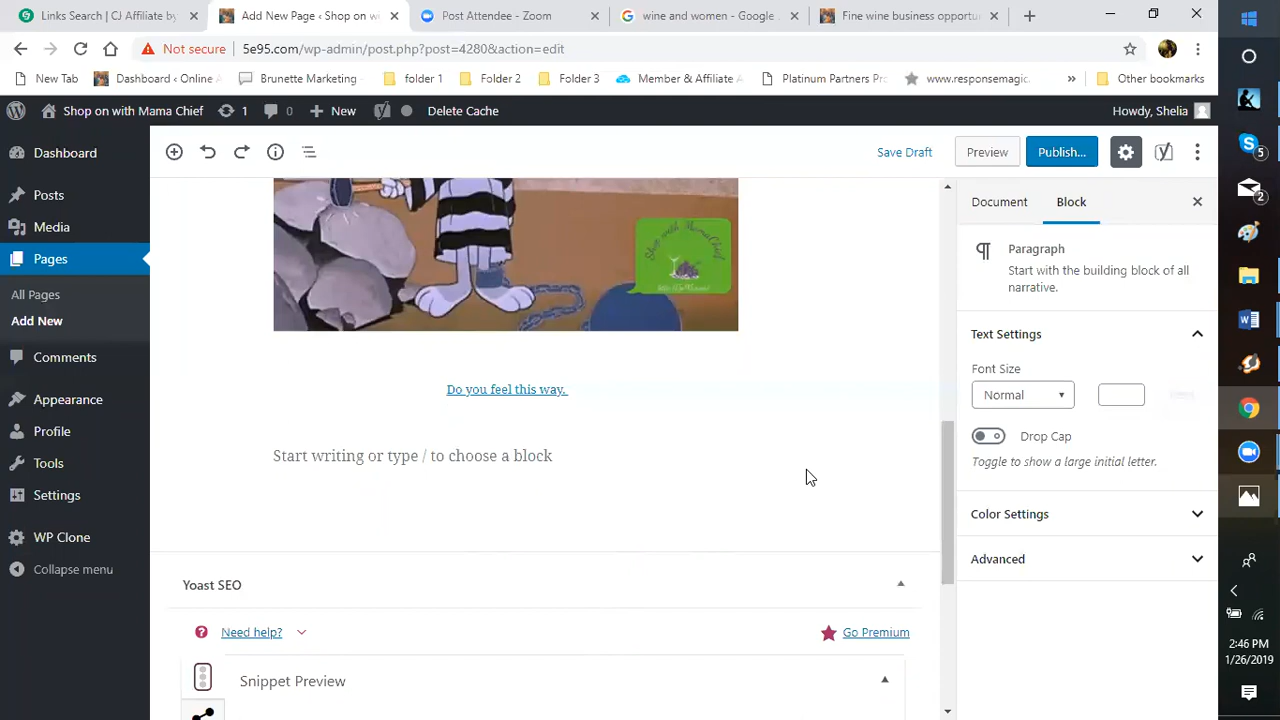 Links Search | CJ Affiliate by
Add New Page ‹ Shop on wi
Post Attendee - Zoom
wine and women - Google
Fine wine business opportu
Not secure
5e95.com/wp-admin/post.php?post=4280&action=edit
New Tab
Dashboard ‹ Online
Brunette Marketing
folder 1
Folder 2
Folder 3
Member & Affiliate
Platinum Partners Pr
www.responsemagic.
»
Other bookmarks
Shop on with Mama Chief
1
0
New
Delete Cache
Howdy, Shelia
Dashboard
Posts
Media
Pages
All Pages
Add New
Comments
Appearance
Profile
Tools
Settings
WP Clone
Collapse menu
Save Draft
Preview
Publish...
Document
Block
Paragraph
Start with the building block of all
narrative.
Text Settings
Font Size
Normal
Drop Cap
Toggle to show a large initial letter.
Color Settings
Advanced
Shop with MamaChief
Do you feel this way.
Start writing or type / to choose a block
Yoast SEO
Need help?
Go Premium
Snippet Preview
5
2
2:46 PM
1/26/2019